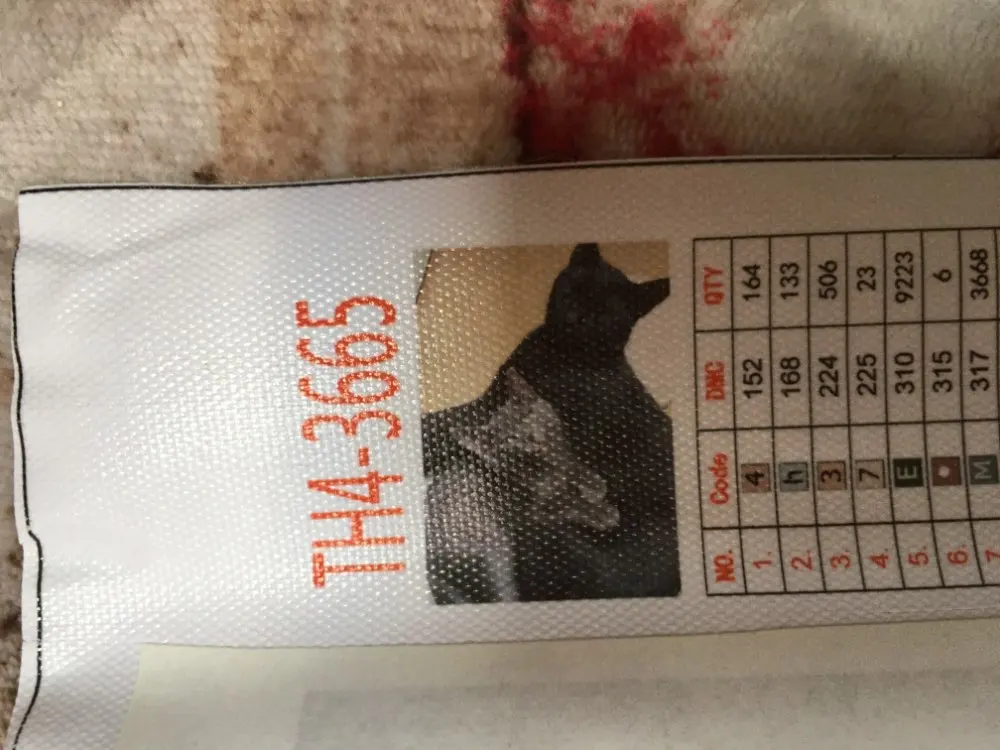 TH4-3665
NO. Code DMC QTY
1. 4 152 164
2. h 168 133
3. 3 224 506
4. 7 225 23
5. E 310 9223
6. 315 6
7 M 317 3668